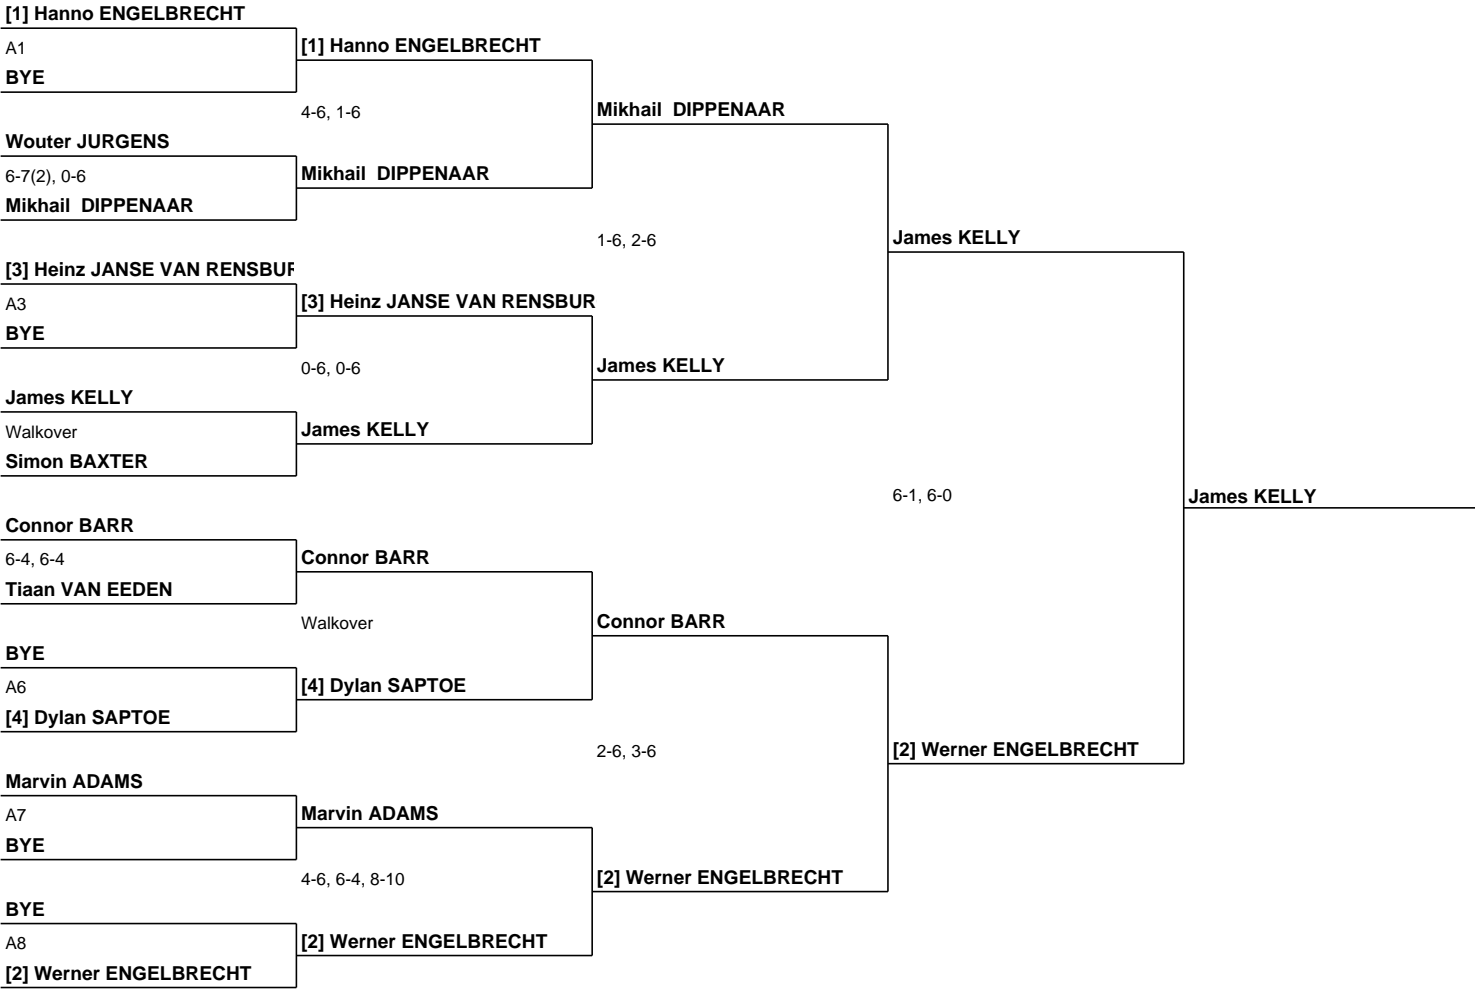 [1] Hanno ENGELBRECHT
A1
BYE
Wouter JURGENS
6-7(2), 0-6
Mikhail  DIPPENAAR
[3] Heinz JANSE VAN RENSBUR
A3
BYE
James KELLY
Walkover
Simon BAXTER
Connor BARR
6-4, 6-4
Tiaan VAN EEDEN
BYE
A6
[4] Dylan SAPTOE
Marvin ADAMS
A7
BYE
BYE
A8
[2] Werner ENGELBRECHT
[1] Hanno ENGELBRECHT
4-6, 1-6
Mikhail  DIPPENAAR
[3] Heinz JANSE VAN RENSBUR
0-6, 0-6
James KELLY
Connor BARR
Walkover
[4] Dylan SAPTOE
Marvin ADAMS
4-6, 6-4, 8-10
[2] Werner ENGELBRECHT
Mikhail  DIPPENAAR
1-6, 2-6
James KELLY
Connor BARR
2-6, 3-6
[2] Werner ENGELBRECHT
James KELLY
6-1, 6-0
[2] Werner ENGELBRECHT
James KELLY